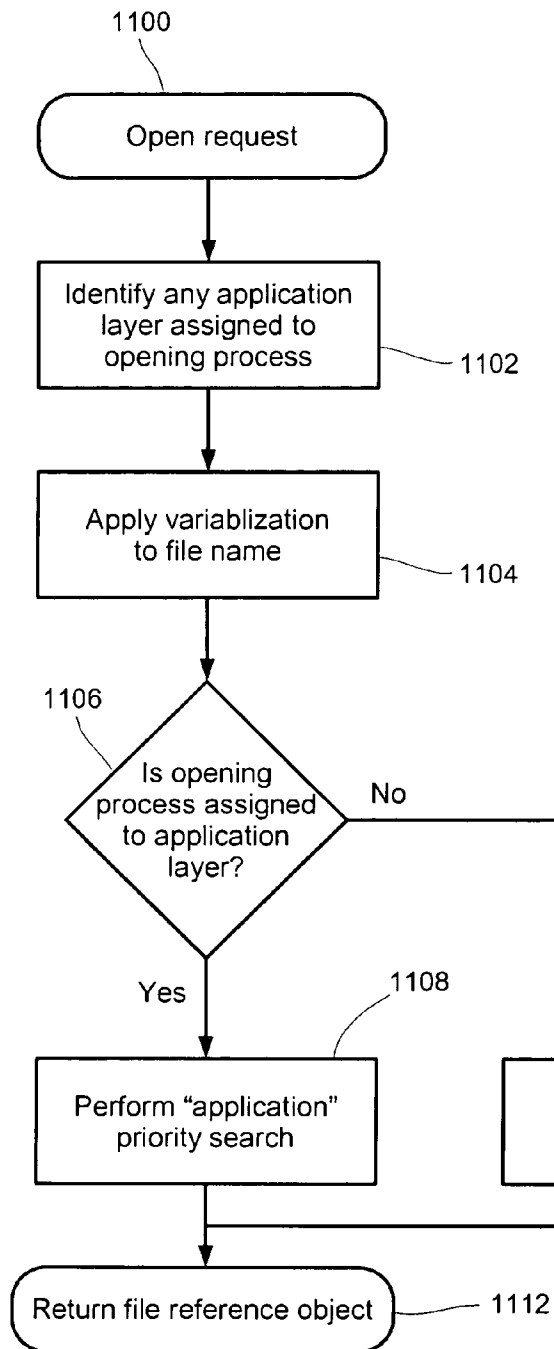 1100
Open request
Identify any application
layer assigned to
opening process
1102
Apply variablization
to file name
1104
1106
Is opening
process assigned
to application
layer?
No
Yes
1108
Perform “application”
priority search
Return file reference object
1112